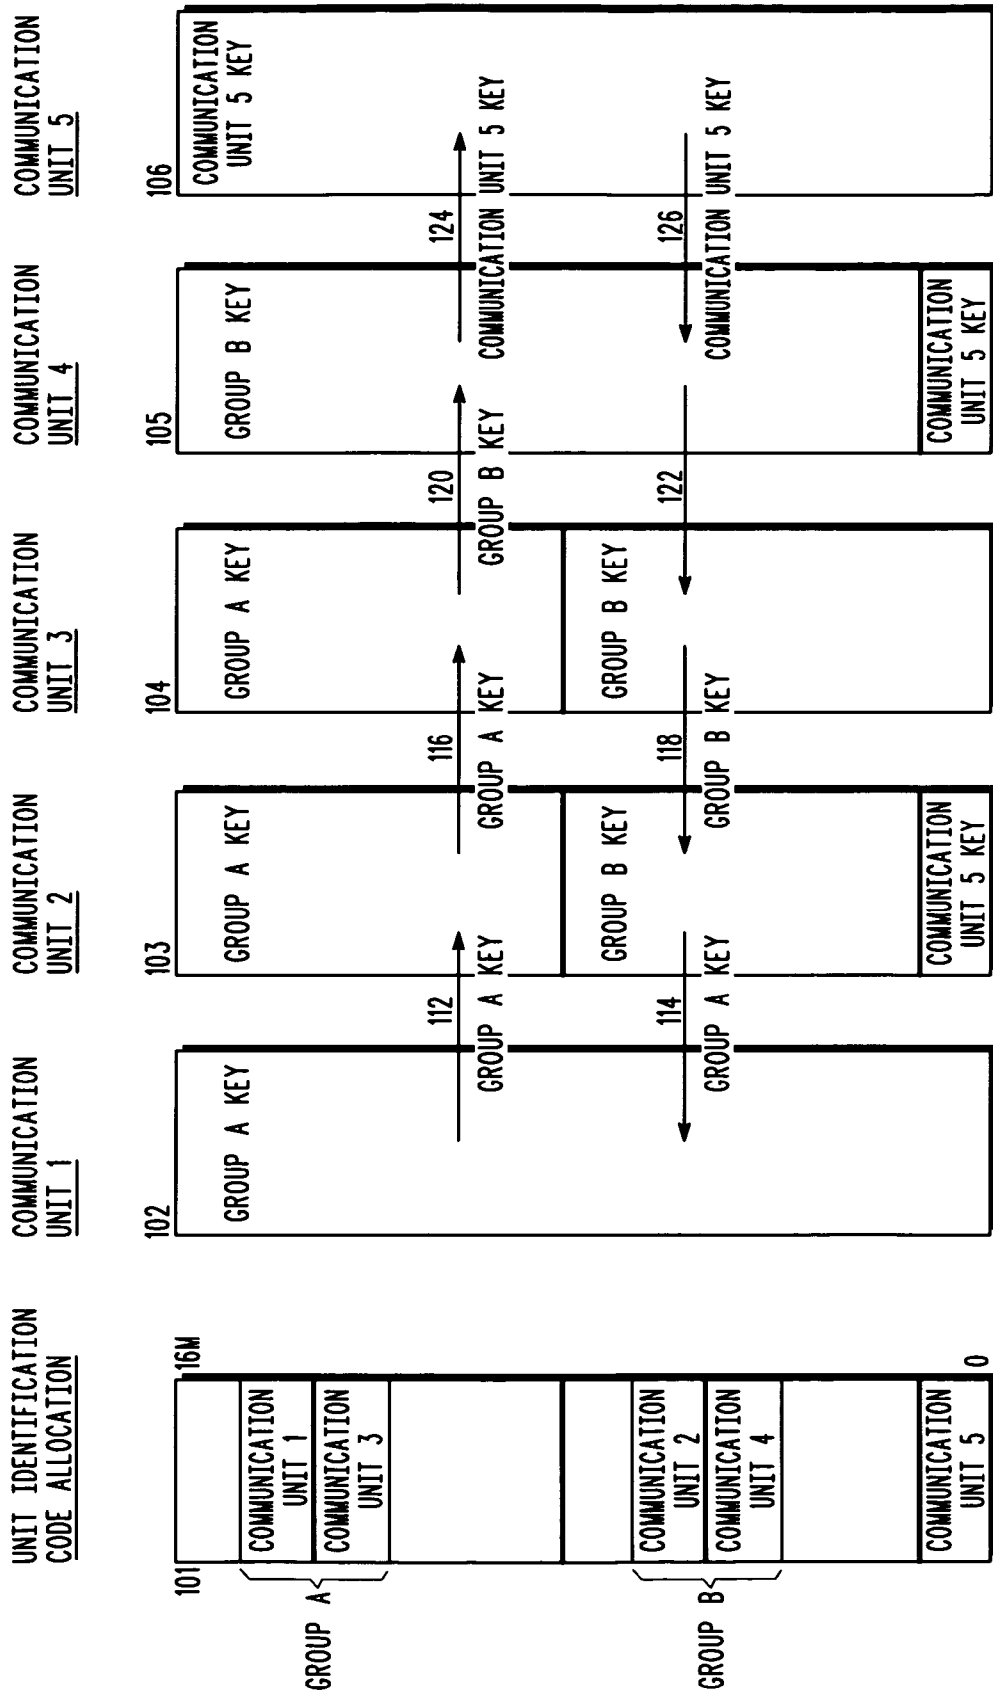 UNIT IDENTIFICATION
CODE ALLOCATION
101
16M
COMMUNICATION
UNIT 1
COMMUNICATION
UNIT 3
GROUP A
COMMUNICATION
UNIT 2
COMMUNICATION
UNIT 4
GROUP B
COMMUNICATION
UNIT 5
0
COMMUNICATION
UNIT 1
102
GROUP A KEY
112
GROUP A KEY
114
GROUP A KEY
COMMUNICATION
UNIT 2
103
GROUP A KEY
GROUP B KEY
COMMUNICATION
UNIT 5 KEY
116
GROUP A KEY
118
GROUP B KEY
COMMUNICATION
UNIT 3
104
GROUP A KEY
GROUP B KEY
120
GROUP B KEY
122
COMMUNICATION
UNIT 4
105
GROUP B KEY
COMMUNICATION
UNIT 5 KEY
124
COMMUNICATION UNIT 5 KEY
126
COMMUNICATION UNIT 5 KEY
COMMUNICATION
UNIT 5
106
COMMUNICATION
UNIT 5 KEY